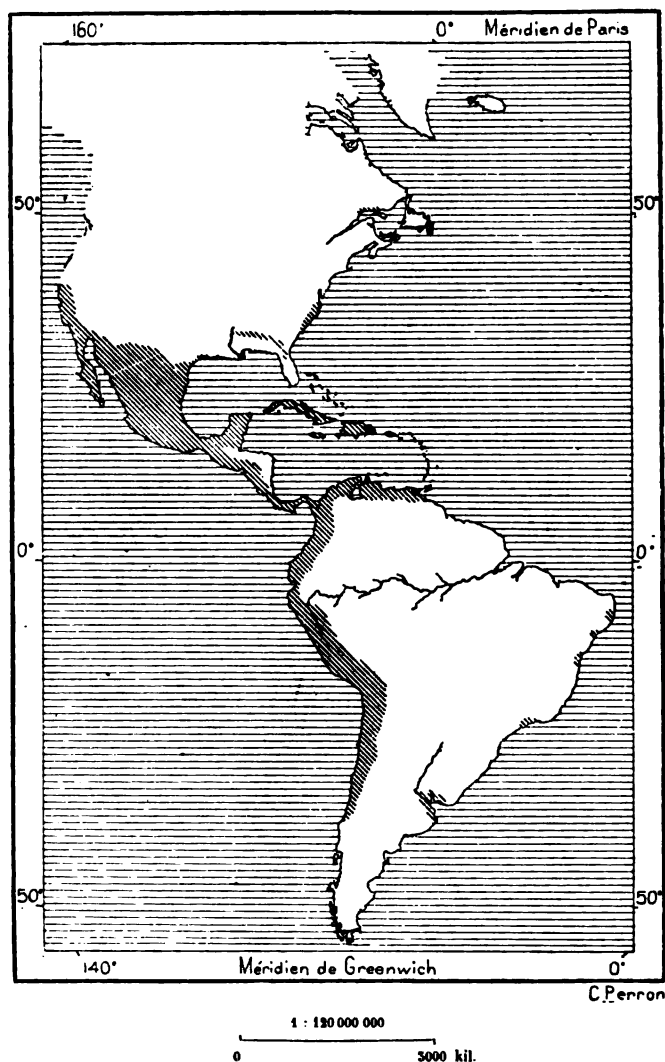 160° 0° Méridien de Paris
50° 50°
0° 0°
50° 50°
140° Méridien de Greenwich 0°
C. Perron
1 : 120 000 000
0 3000 kil.